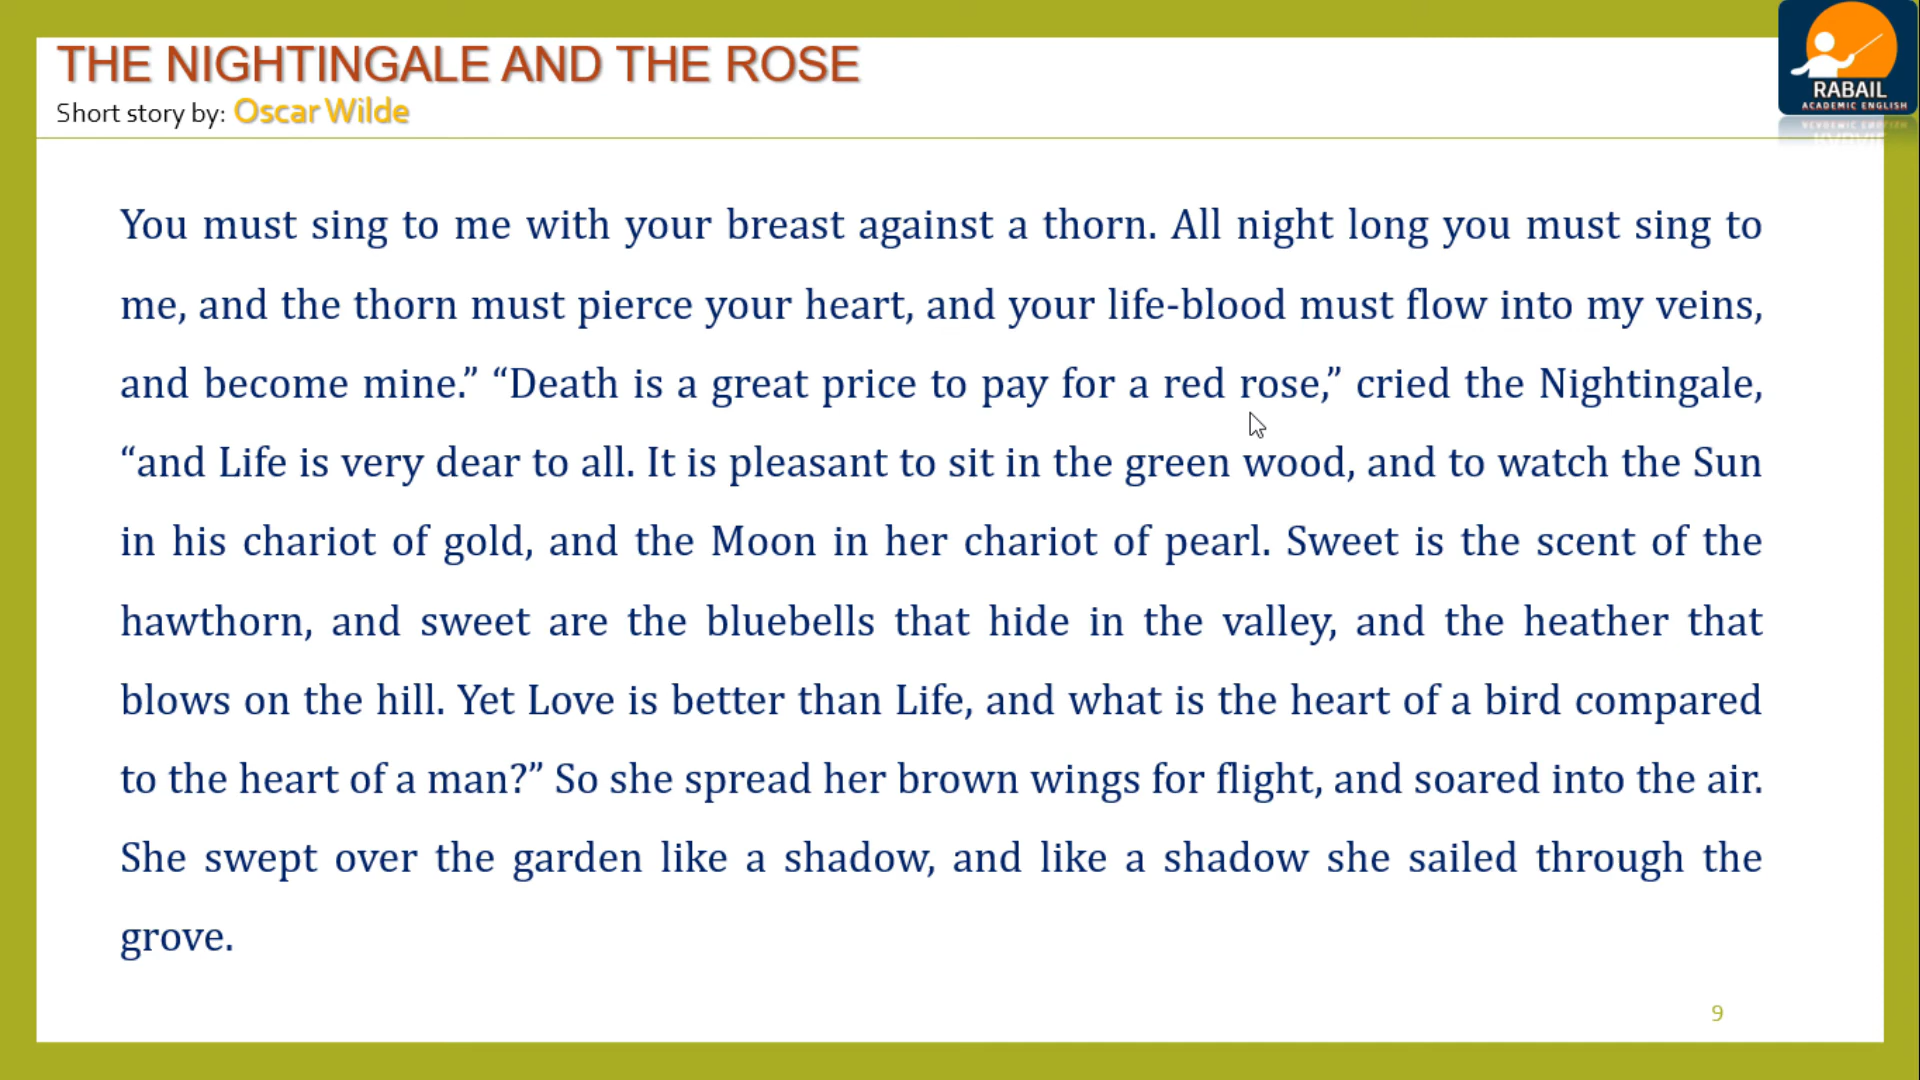 THE NIGHTINGALE AND THE ROSE
Short story by: Oscar Wilde
RABAIL
ACADEMIC ENGLISH
You must sing to me with your breast against a thorn. All night long you must sing to
me, and the thorn must pierce your heart, and your life-blood must flow into my veins,
and become mine.” “Death is a great price to pay for a red rose,” cried the Nightingale,
“and Life is very dear to all. It is pleasant to sit in the green wood, and to watch the Sun
in his chariot of gold, and the Moon in her chariot of pearl. Sweet is the scent of the
hawthorn, and sweet are the bluebells that hide in the valley, and the heather that
blows on the hill. Yet Love is better than Life, and what is the heart of a bird compared
to the heart of a man?” So she spread her brown wings for flight, and soared into the air.
She swept over the garden like a shadow, and like a shadow she sailed through the
grove.
9